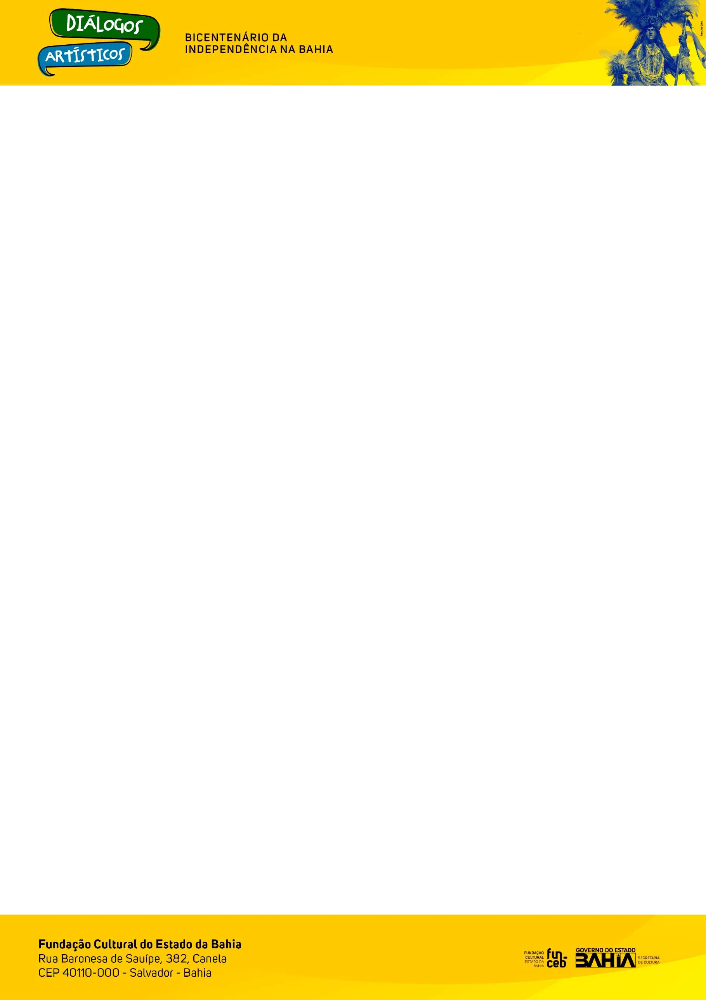 DIÁLOGOS
ARTÍSTICOS
BICENTENÁRIO DA
INDEPENDÊNCIA NA BAHIA
Fundação Cultural do Estado da Bahia
Rua Baronesa de Sauípe, 382, Canela
CEP 40110-000 - Salvador - Bahia
FUNDAÇÃO
CULTURAL
ESTADO DA
BAHIA
fun-
ceb
GOVERNO DO ESTADO
BAHIA
SECRETARIA
DE CULTURA